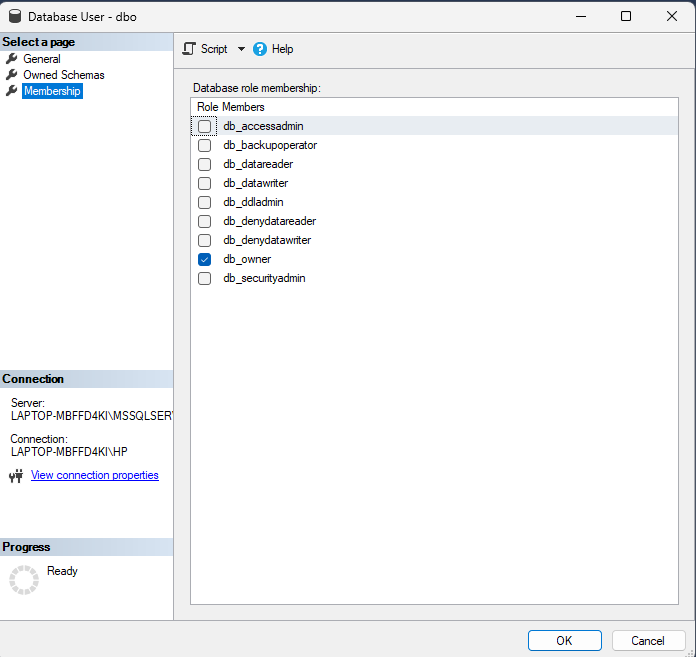 Database User - dbo
Select a page
General
Owned Schemas
Membership
Script
Help
Database role membership:
Role Members
db_accessadmin
db_backupoperator
db_datareader
db_datawriter
db_ddladmin
db_denydatareader
db_denydatawriter
db_owner
db_securityadmin
Connection
Server:
LAPTOP-MBFFD4KI\MSSQLSER
Connection:
LAPTOP-MBFFD4KI\HP
View connection properties
Progress
Ready
OK
Cancel